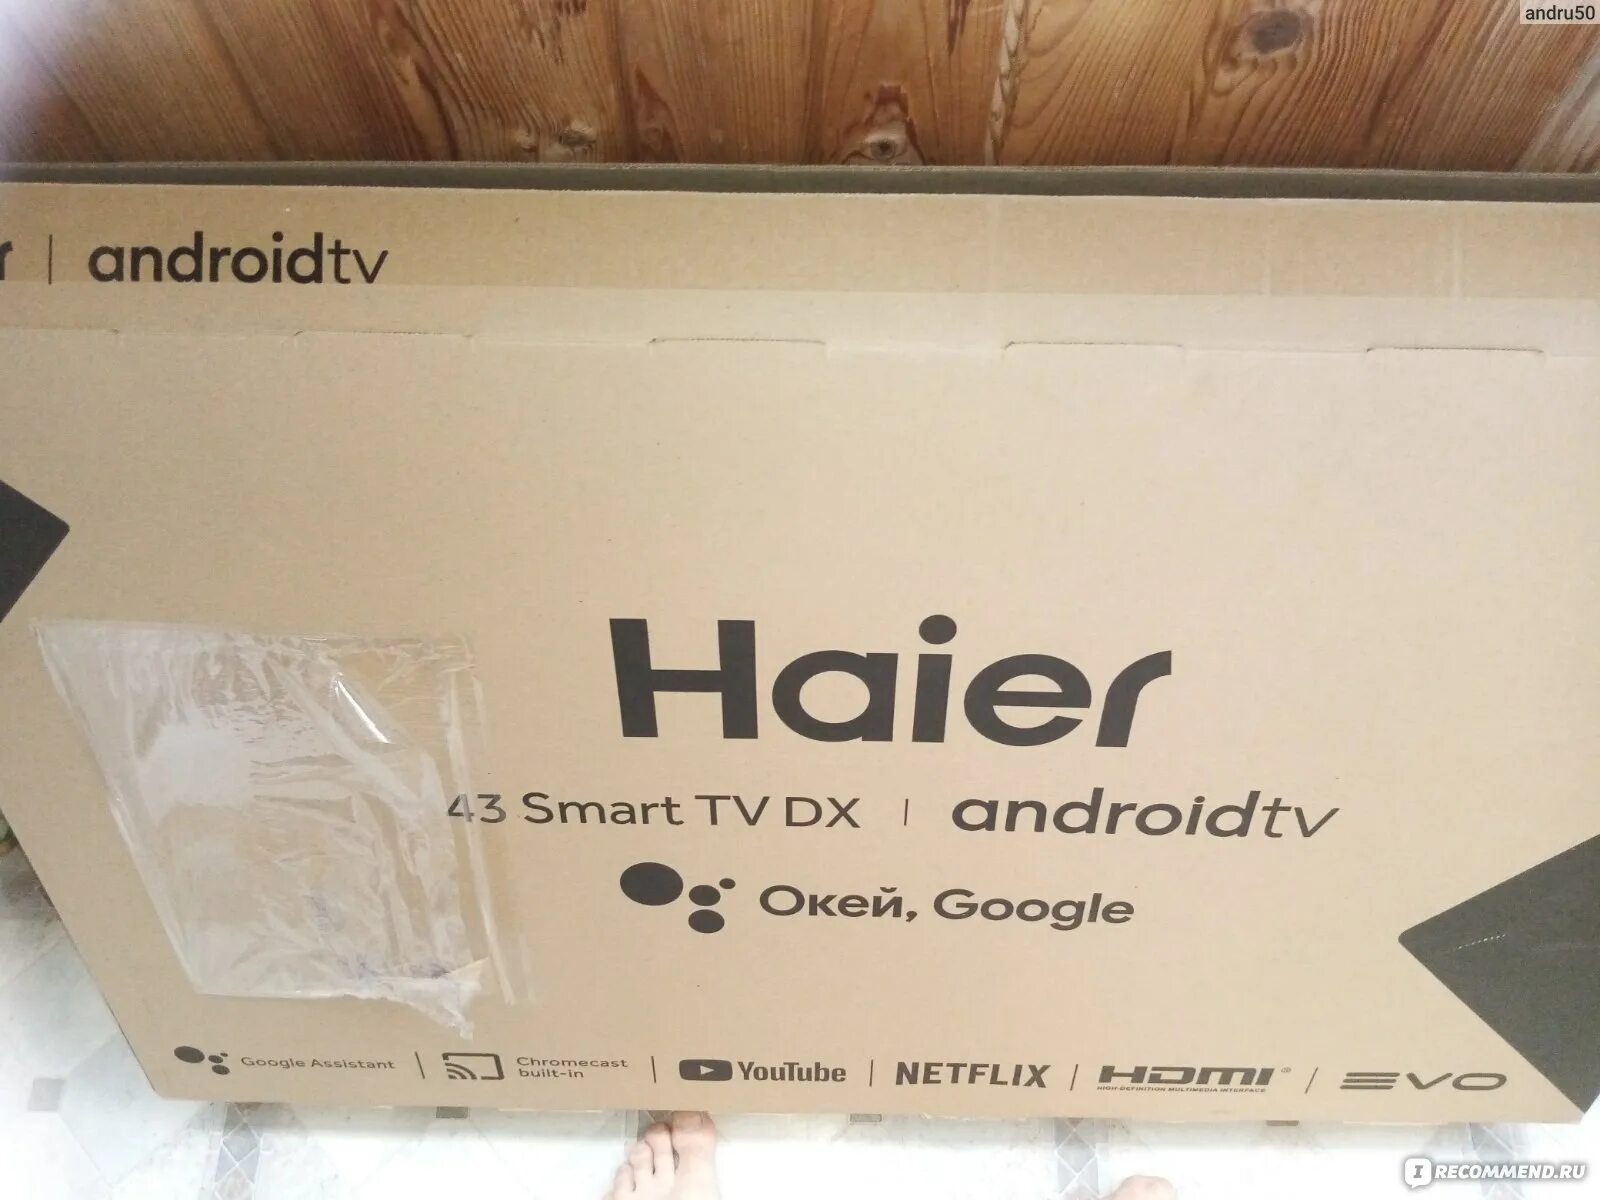 andru50
r | androidtv
Haier
43 Smart TV DX | androidtv
Окей, Google
Google Assistant | Chromecast built-in | YouTube | NETFLIX | HDMI® HIGH-DEFINITION MULTIMEDIA INTERFACE / EVO
IRECOMMEND.RU